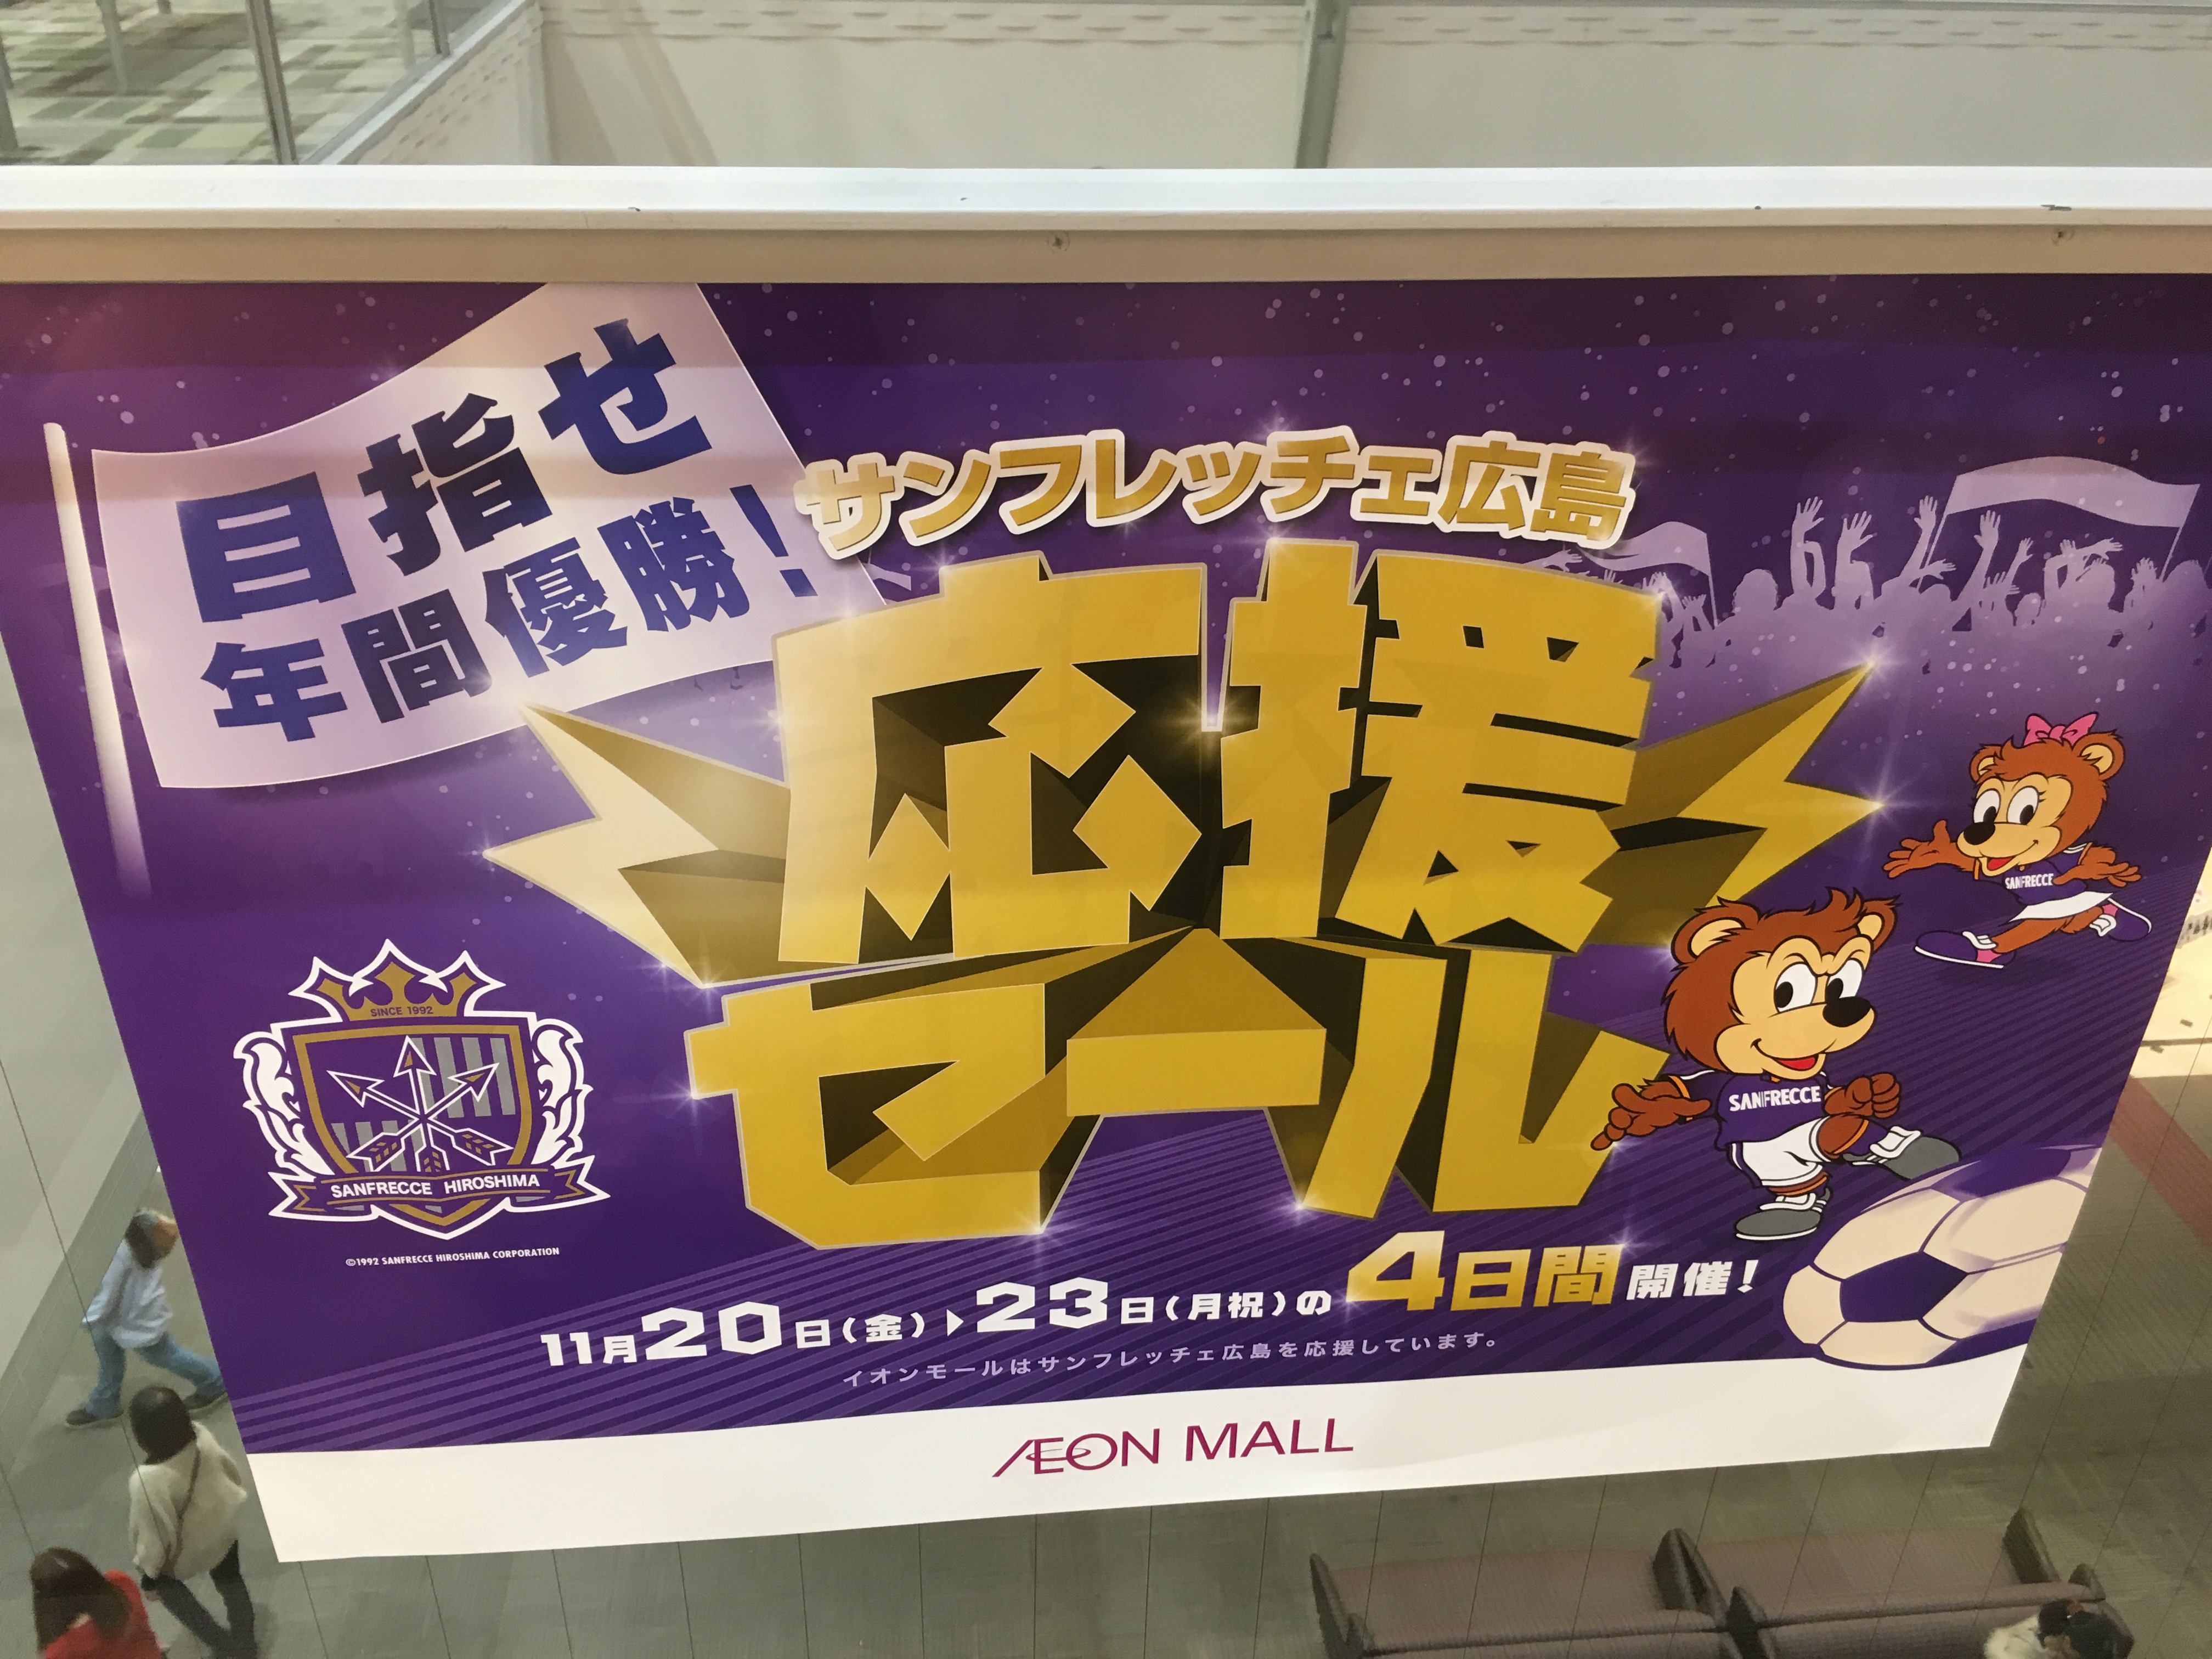 目指せ
年間優勝！
サンフレッチェ広島
応援
セール
SANFRECCE
SANFRECCE
SINCE 1992
SANFRECCE HIROSHIMA
©1992 SANFRECCE HIROSHIMA CORPORATION
11月20日(金)▶23日(月祝)の4日間開催！
イオンモールはサンフレッチェ広島を応援しています。
ÆON MALL